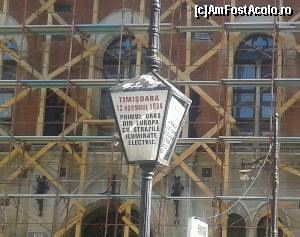 (c)AmFostAcolo.ro
TIMIȘOARA
12 NOIEMBRIE 1884
PRIMUL
ORAȘ DIN EUROPA
CU STRĂZILE
ILUMINATE
ELECTRIC.